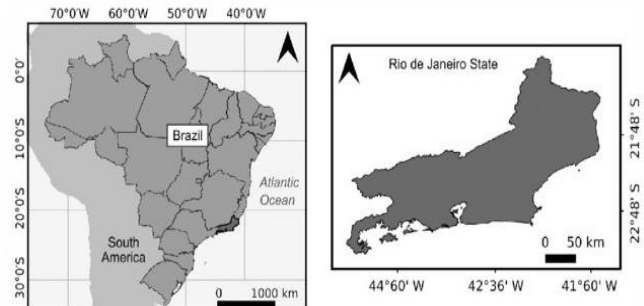 70°0'W 60°0'W 50°0'W 40°0'W
0°0'
10°0'S
20°0'S
30°0'S
Brazil
Atlantic
Ocean
South
America
0 1000 km
Rio de Janeiro State
21°48' S
22°48' S
0 50 km
44°60 W 42°36' W 41°60 W